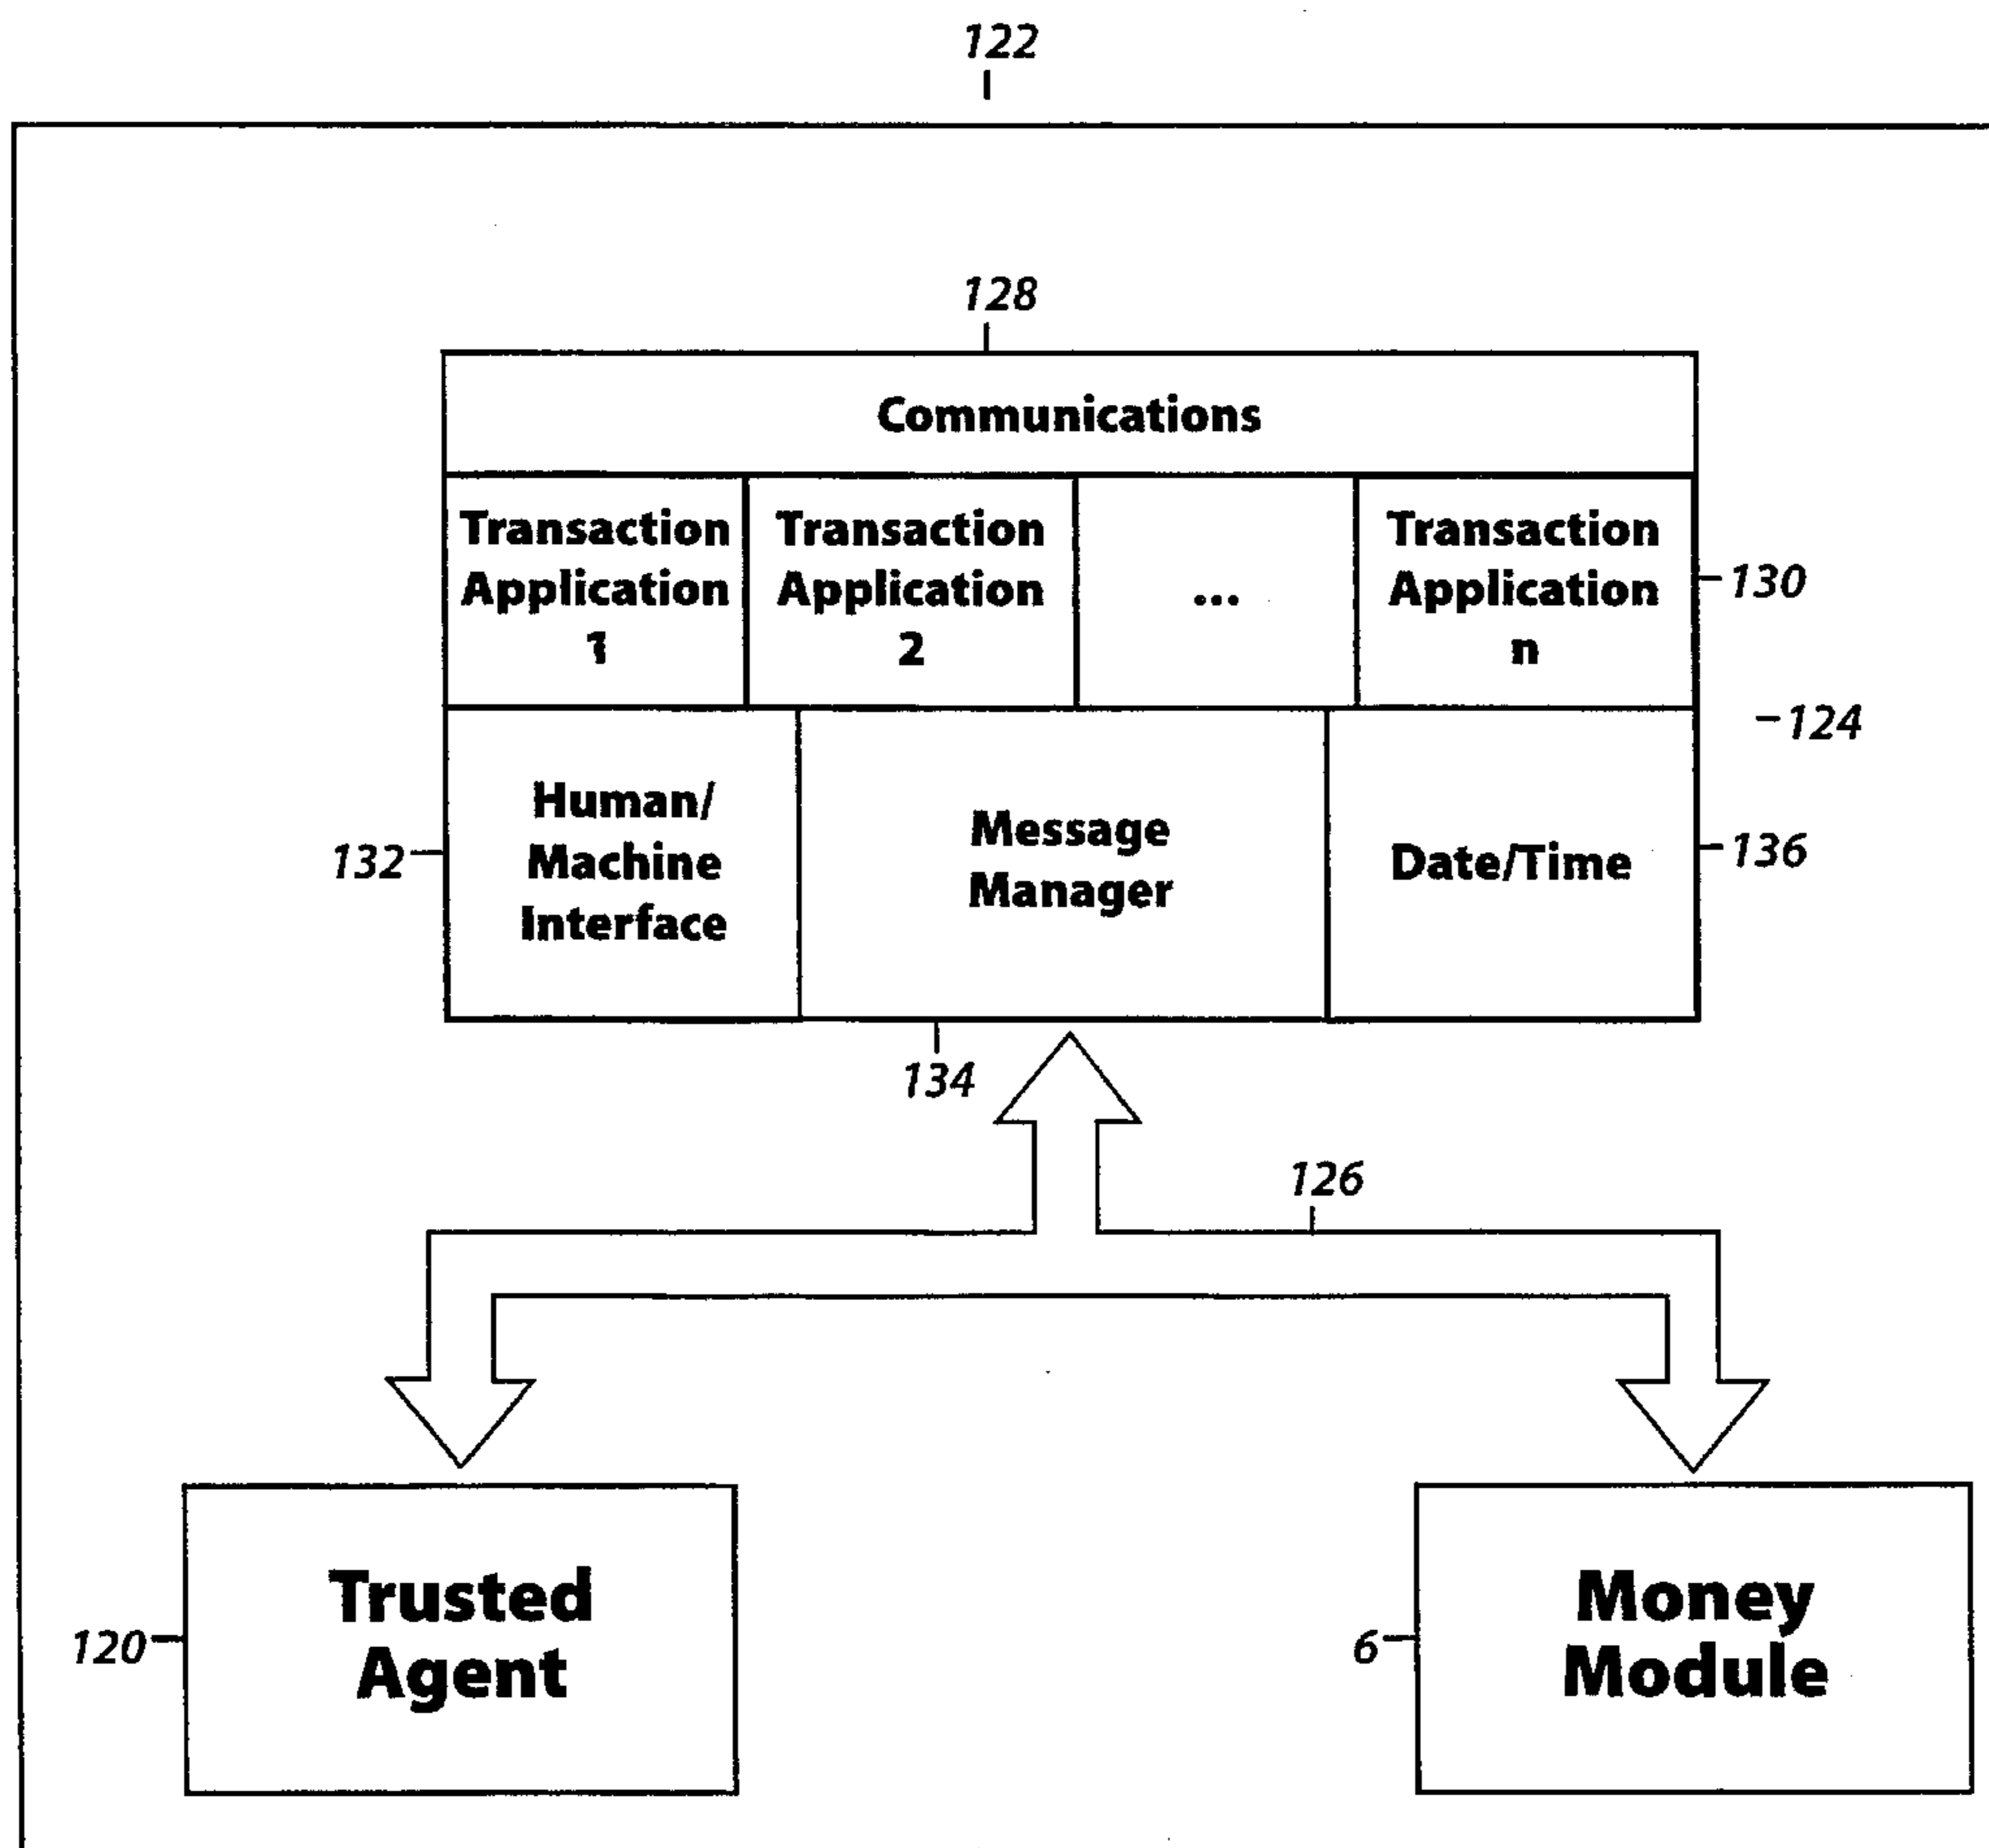 122
128
Communications
Transaction
Application
1
Transaction
Application
2
...
Transaction
Application
n
130
124
Human/
Machine
Interface
132
Message
Manager
Date/Time
136
134
126
Trusted
Agent
120
Money
Module
6